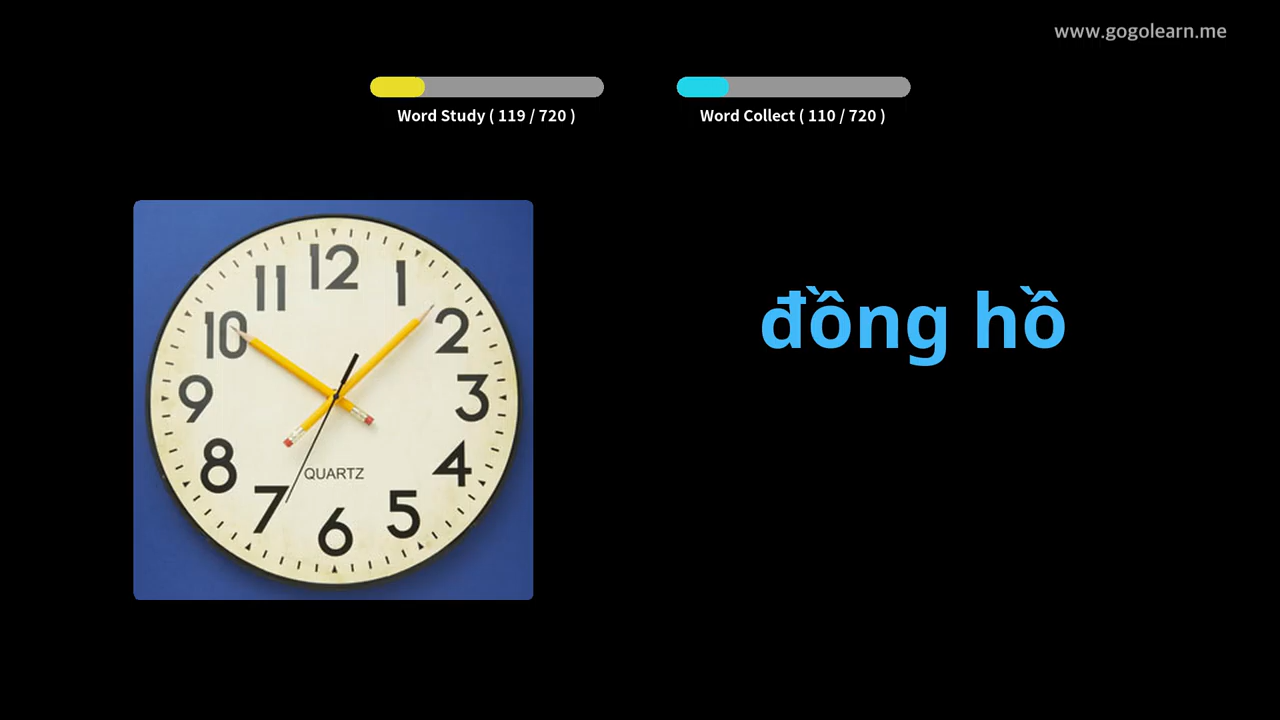 www.gogolearn.me
Word Study ( 119 / 720 )
Word Collect ( 110 / 720 )
12
11
1
10
2
9
3
8
4
7
5
6
QUARTZ
đồng hồ